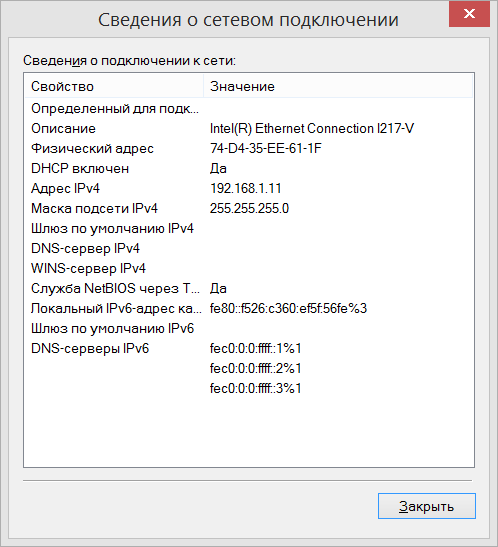 Сведения о сетевом подключении
Сведения о подключении к сети:
Свойство Значение
Определенный для подк...
Описание Intel(R) Ethernet Connection I217-V
Физический адрес 74-D4-35-EE-61-1F
DHCP включен Да
Адрес IPv4 192.168.1.11
Маска подсети IPv4 255.255.255.0
Шлюз по умолчанию IPv4
DNS-сервер IPv4
WINS-сервер IPv4
Служба NetBIOS через T... Да
Локальный IPv6-адрес ка... fe80::f526:c360:ef5f:56fe%3
Шлюз по умолчанию IPv6
DNS-серверы IPv6 fec0:0:0:ffff::1%1
fec0:0:0:ffff::2%1
fec0:0:0:ffff::3%1
Закрыть